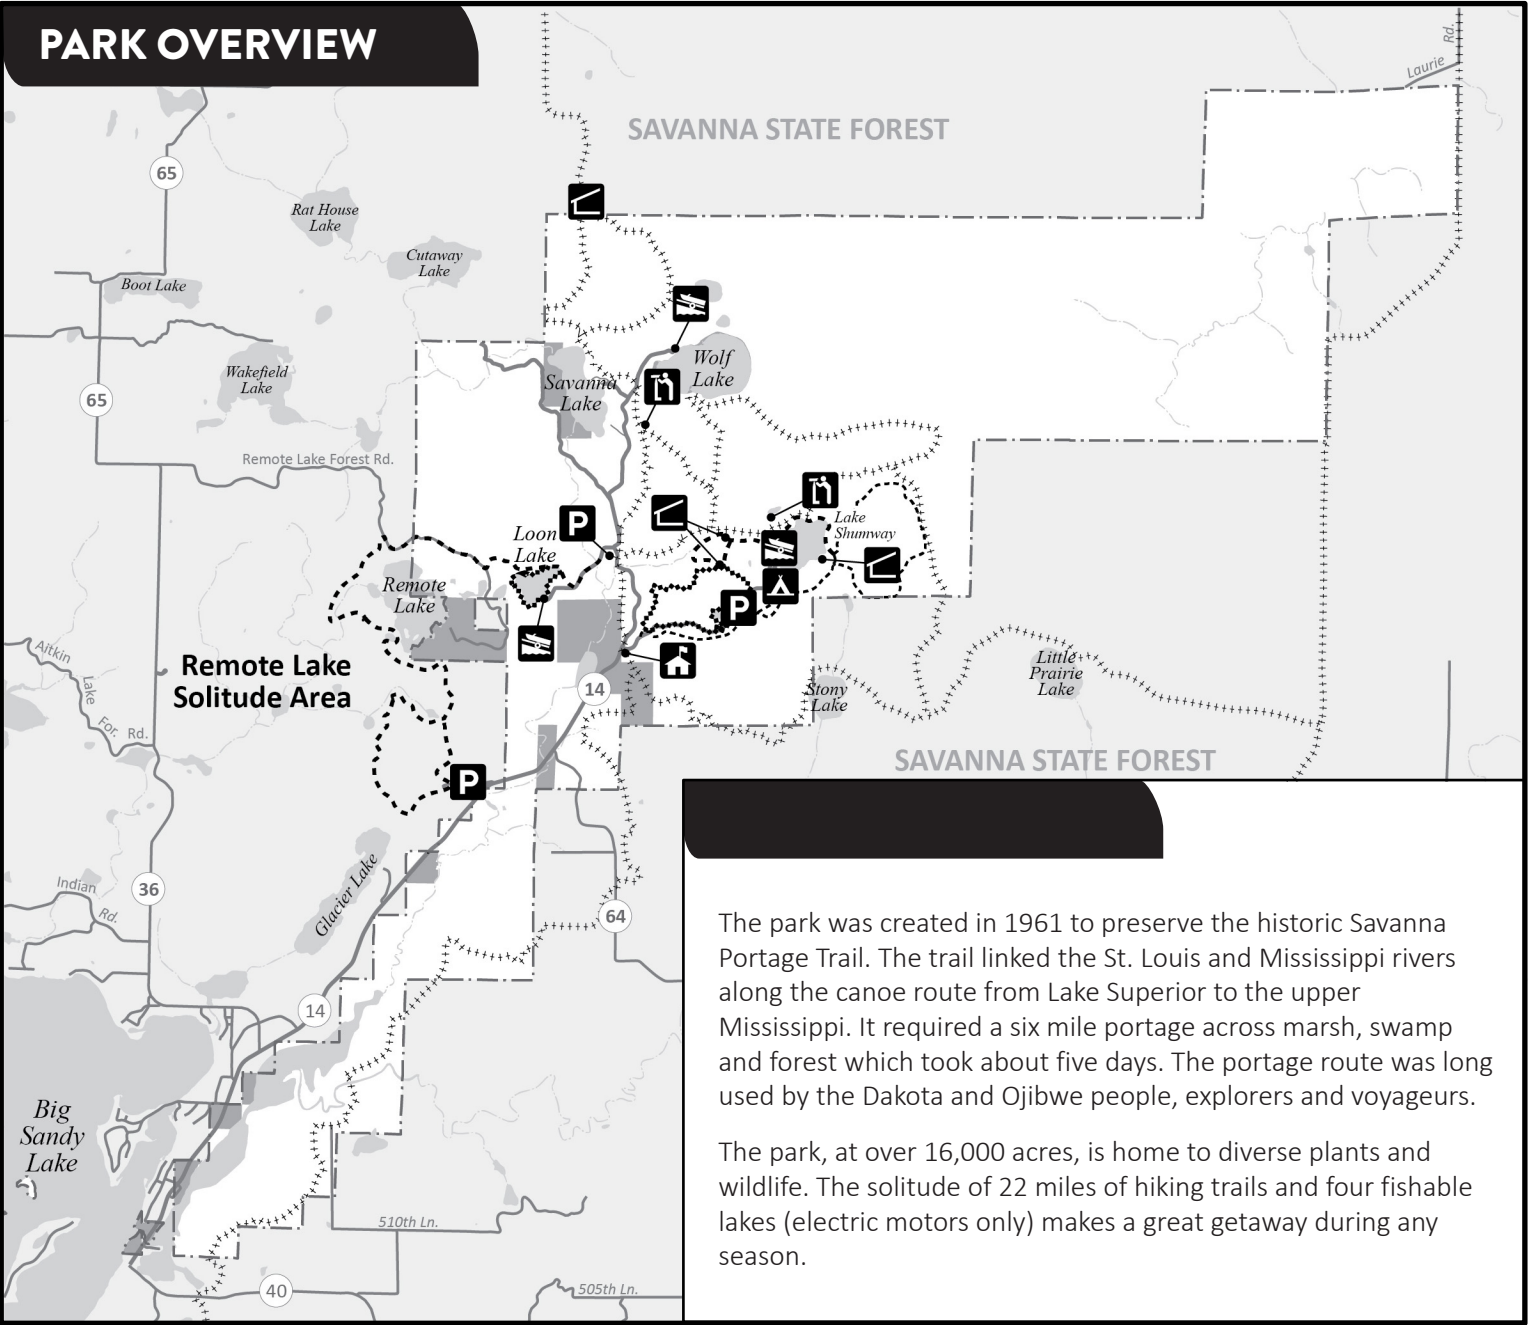 PARK OVERVIEW
Laurie
Rd.
SAVANNA STATE FOREST
65
Rat House
Lake
Cutaway
Lake
Boot Lake
Wolf
Lake
Wakefield
Lake
Savanna
Lake
65
Remote Lake Forest Rd.
P
Loon
Lake
Lake
Shumway
Remote
Lake
P
Aitkin
Lake
For.
Rd.
Remote Lake
Solitude Area
14
Little
Prairie
Lake
Stony
Lake
SAVANNA STATE FOREST
P
Glacier Lake
Indian
Rd.
36
64
14
Big
Sandy
Lake
510th Ln.
40
505th Ln.
The park was created in 1961 to preserve the historic Savanna
Portage Trail. The trail linked the St. Louis and Mississippi rivers
along the canoe route from Lake Superior to the upper
Mississippi. It required a six mile portage across marsh, swamp
and forest which took about five days. The portage route was long
used by the Dakota and Ojibwe people, explorers and voyageurs.
The park, at over 16,000 acres, is home to diverse plants and
wildlife. The solitude of 22 miles of hiking trails and four fishable
lakes (electric motors only) makes a great getaway during any
season.